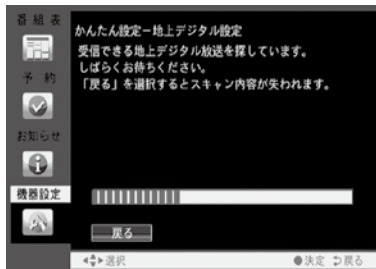 番組表
予約
お知らせ
機器設定
かんたん設定－地上デジタル設定
受信できる地上デジタル放送を探しています。
しばらくお待ちください。
「戻る」を選択するとスキャン内容が失われます。
戻る
選択
決定 戻る